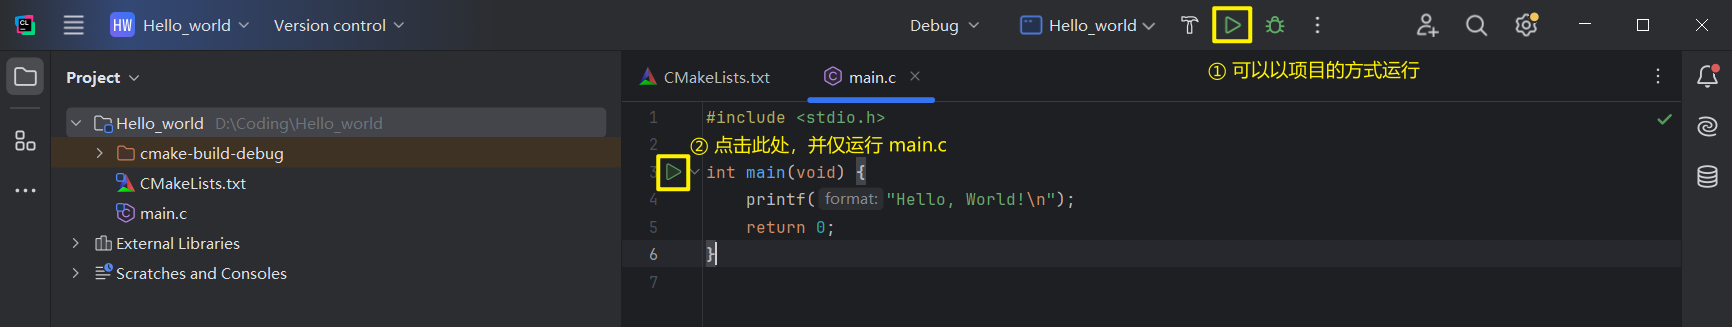 CL
HW Hello_world Version control Debug Hello_world
① 可以以项目的方式运行
Project
Hello_world D:\Coding\Hello_world
cmake-build-debug
CMakeLists.txt
main.c
External Libraries
Scratches and Consoles
CMakeLists.txt main.c
1 #include <stdio.h>
2 ② 点击此处，并仅运行 main.c
3 int main(void) {
4 printf( format: "Hello, World!\n");
5 return 0;
6 }
7